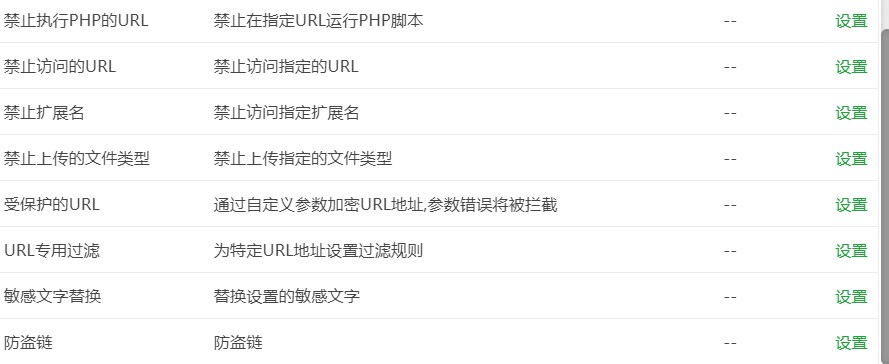 禁止执行PHP的URL 禁止在指定URL运行PHP脚本 -- 设置
禁止访问的URL 禁止访问指定的URL -- 设置
禁止扩展名 禁止访问指定扩展名 -- 设置
禁止上传的文件类型 禁止上传指定的文件类型 -- 设置
受保护的URL 通过自定义参数加密URL地址,参数错误将被拦截 -- 设置
URL专用过滤 为特定URL地址设置过滤规则 -- 设置
敏感文字替换 替换设置的敏感文字 -- 设置
防盗链 防盗链 -- 设置